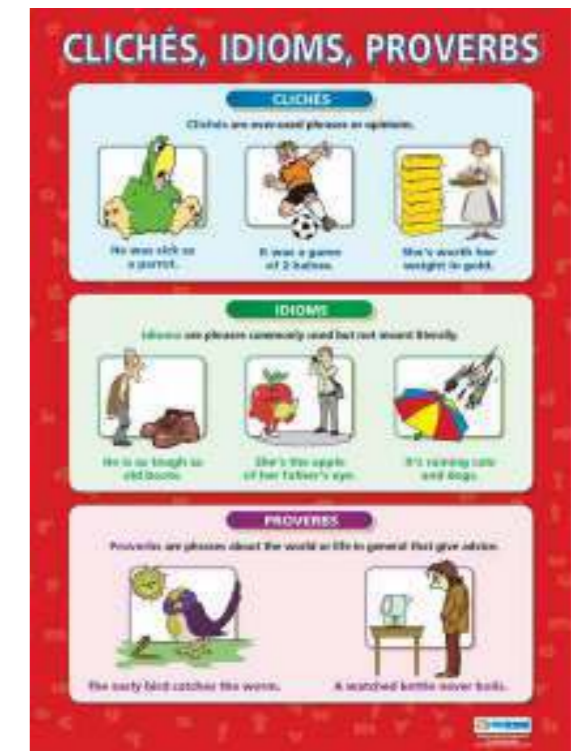 CLICHÉS, IDIOMS, PROVERBS
CLICHÉS
Clichés are over-used phrases or opinions.
He was sick as
a parrot.
It was a game
of 2 halves.
She's worth her
weight in gold.
IDIOMS
Idioms are phrases commonly used but not meant literally.
He is as tough as
old boots.
She's the apple
of her father's eye.
It's raining cats
and dogs.
PROVERBS
Proverbs are phrases about the world or life in general that give advice.
The early bird catches the worm.
A watched kettle never boils.